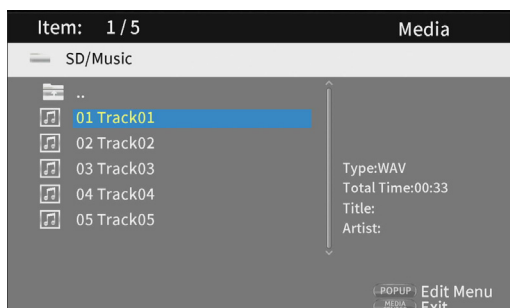 Item: 1/5 Media
SD/Music
..
01 Track01
02 Track02
03 Track03
04 Track04
05 Track05
Type:WAV
Total Time:00:33
Title:
Artist:
POPUP Edit Menu
MEDIA Exit